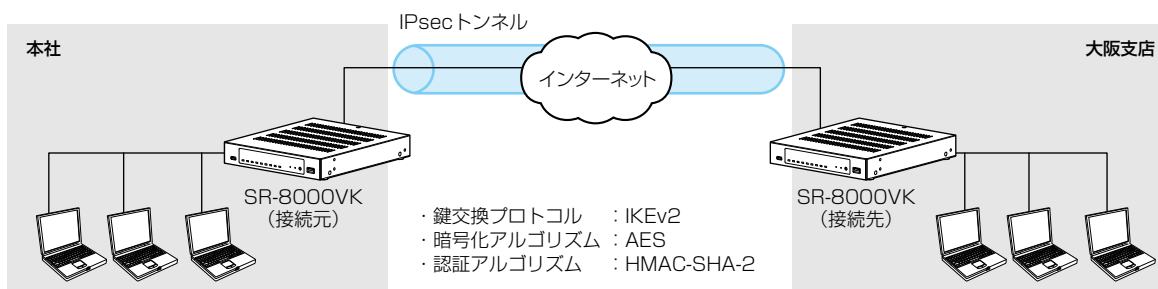 IPsecトンネル
本社
大阪支店
インターネット
SR-8000VK
(接続元)
SR-8000VK
(接続先)
・鍵交換プロトコル　：IKEv2
・暗号化アルゴリズム：AES
・認証アルゴリズム　：HMAC-SHA-2